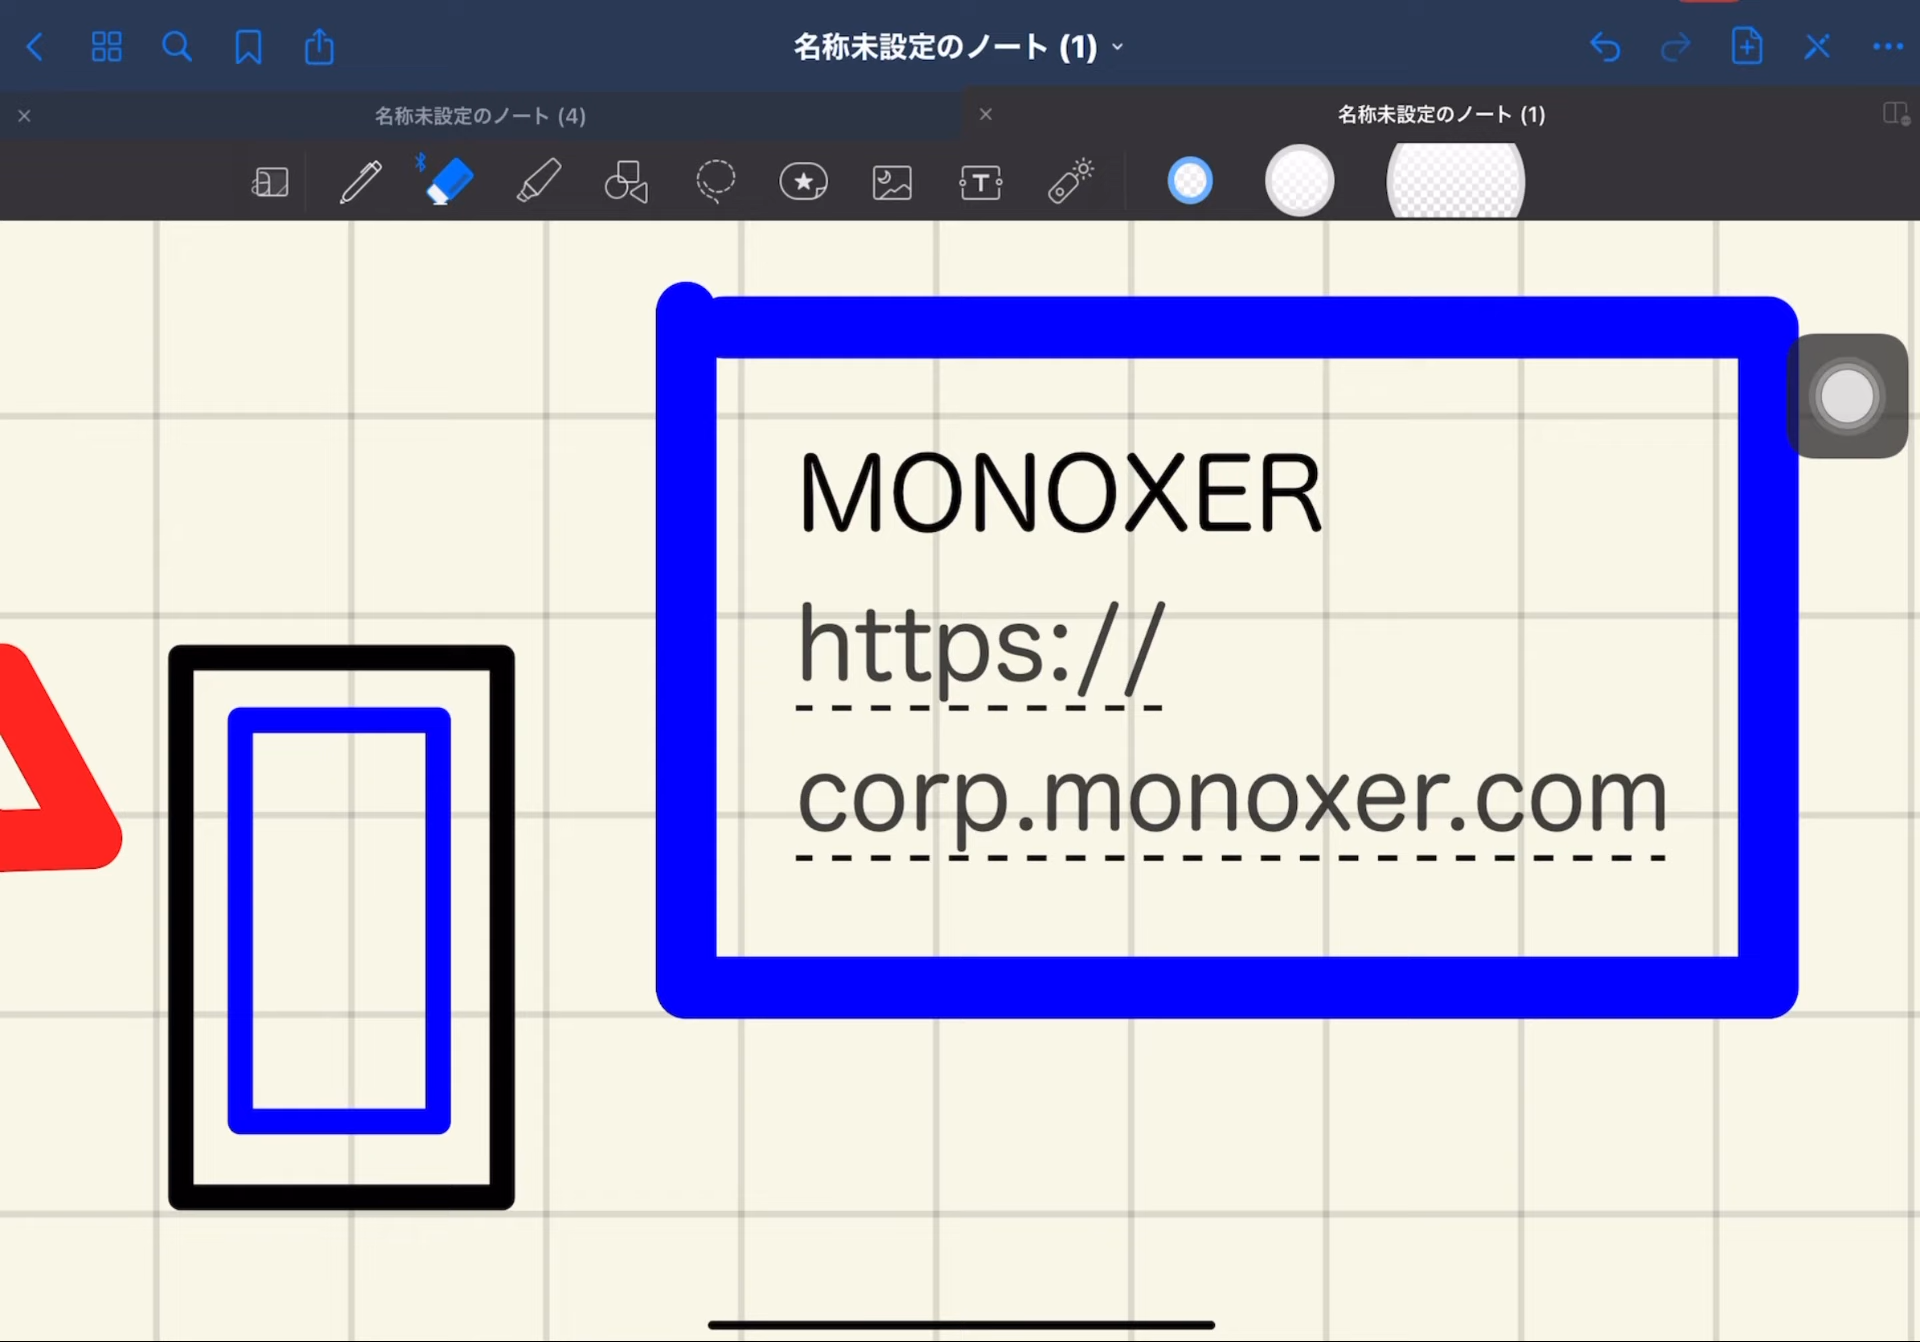 名称未設定のノート (1)
名称未設定のノート (4)
名称未設定のノート (1)
T
MONOXER
https://
corp.monoxer.com